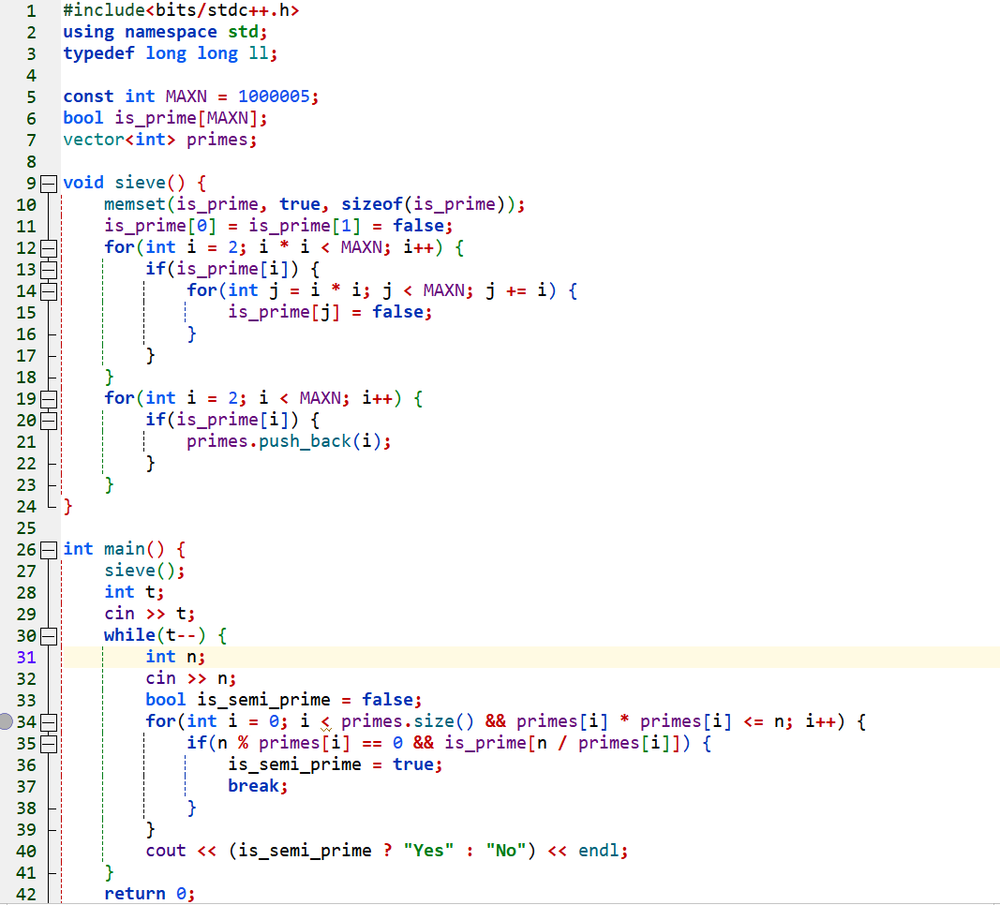 1 #include<bits/stdc++.h>
2 using namespace std;
3 typedef long long ll;
4
5 const int MAXN = 1000005;
6 bool is_prime[MAXN];
7 vector<int> primes;
8
9 void sieve() {
10     memset(is_prime, true, sizeof(is_prime));
11     is_prime[0] = is_prime[1] = false;
12     for(int i = 2; i * i < MAXN; i++) {
13         if(is_prime[i]) {
14             for(int j = i * i; j < MAXN; j += i) {
15                 is_prime[j] = false;
16             }
17         }
18     }
19     for(int i = 2; i < MAXN; i++) {
20         if(is_prime[i]) {
21             primes.push_back(i);
22         }
23     }
24 }
25
26 int main() {
27     sieve();
28     int t;
29     cin >> t;
30     while(t--) {
31         int n;
32         cin >> n;
33         bool is_semi_prime = false;
34         for(int i = 0; i < primes.size() && primes[i] * primes[i] <= n; i++) {
35             if(n % primes[i] == 0 && is_prime[n / primes[i]]) {
36                 is_semi_prime = true;
37                 break;
38             }
39         }
40         cout << (is_semi_prime ? "Yes" : "No") << endl;
41     }
42     return 0;